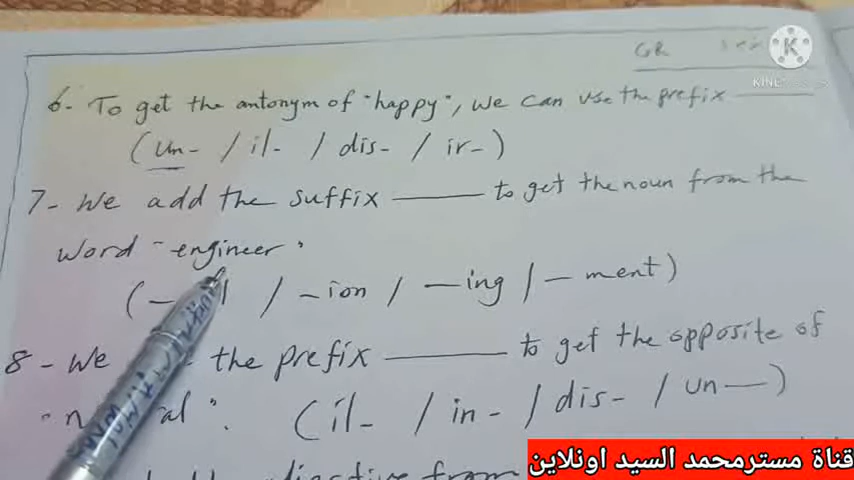 GR
KINE
6- To get the antonym of "happy", we can use the prefix ———
(un- / il- / dis- / ir-)
7- We add the suffix ——— to get the noun from the
word "engineer"
(- / -ion / -ing / -ment)
8- We the prefix ——— to get the opposite of
(il- / in- / dis- / un-)
from
قناة مسترمحمد السيد اونلاين